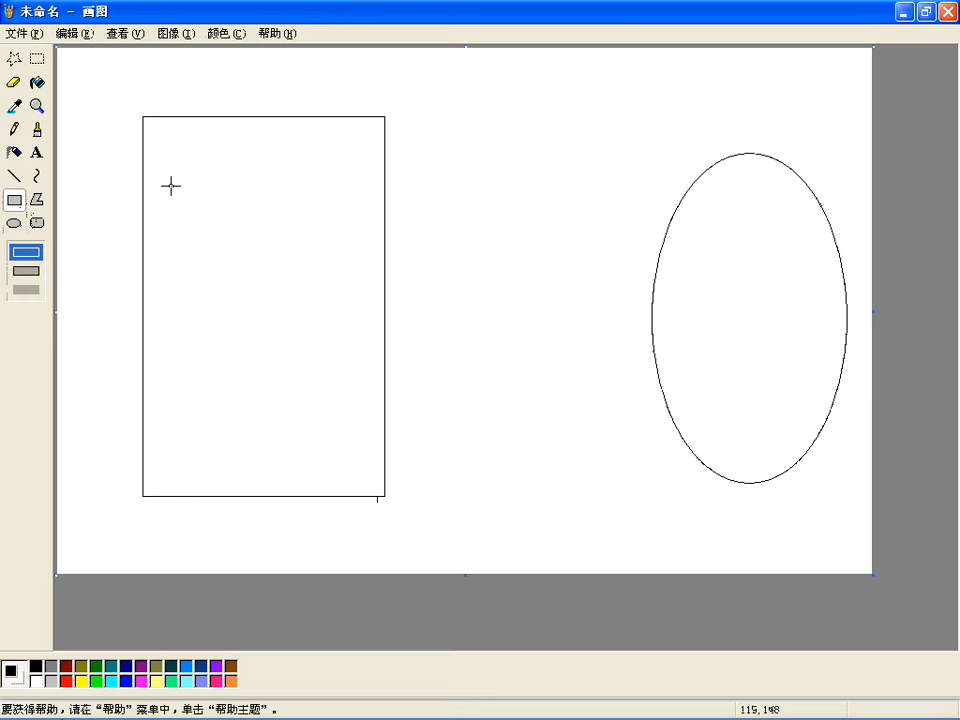 未命名 - 画图
文件(F) 编辑(E) 查看(V) 图像(I) 颜色(C) 帮助(H)
A
要获得帮助，请在“帮助”菜单中，单击“帮助主题”。 115,148